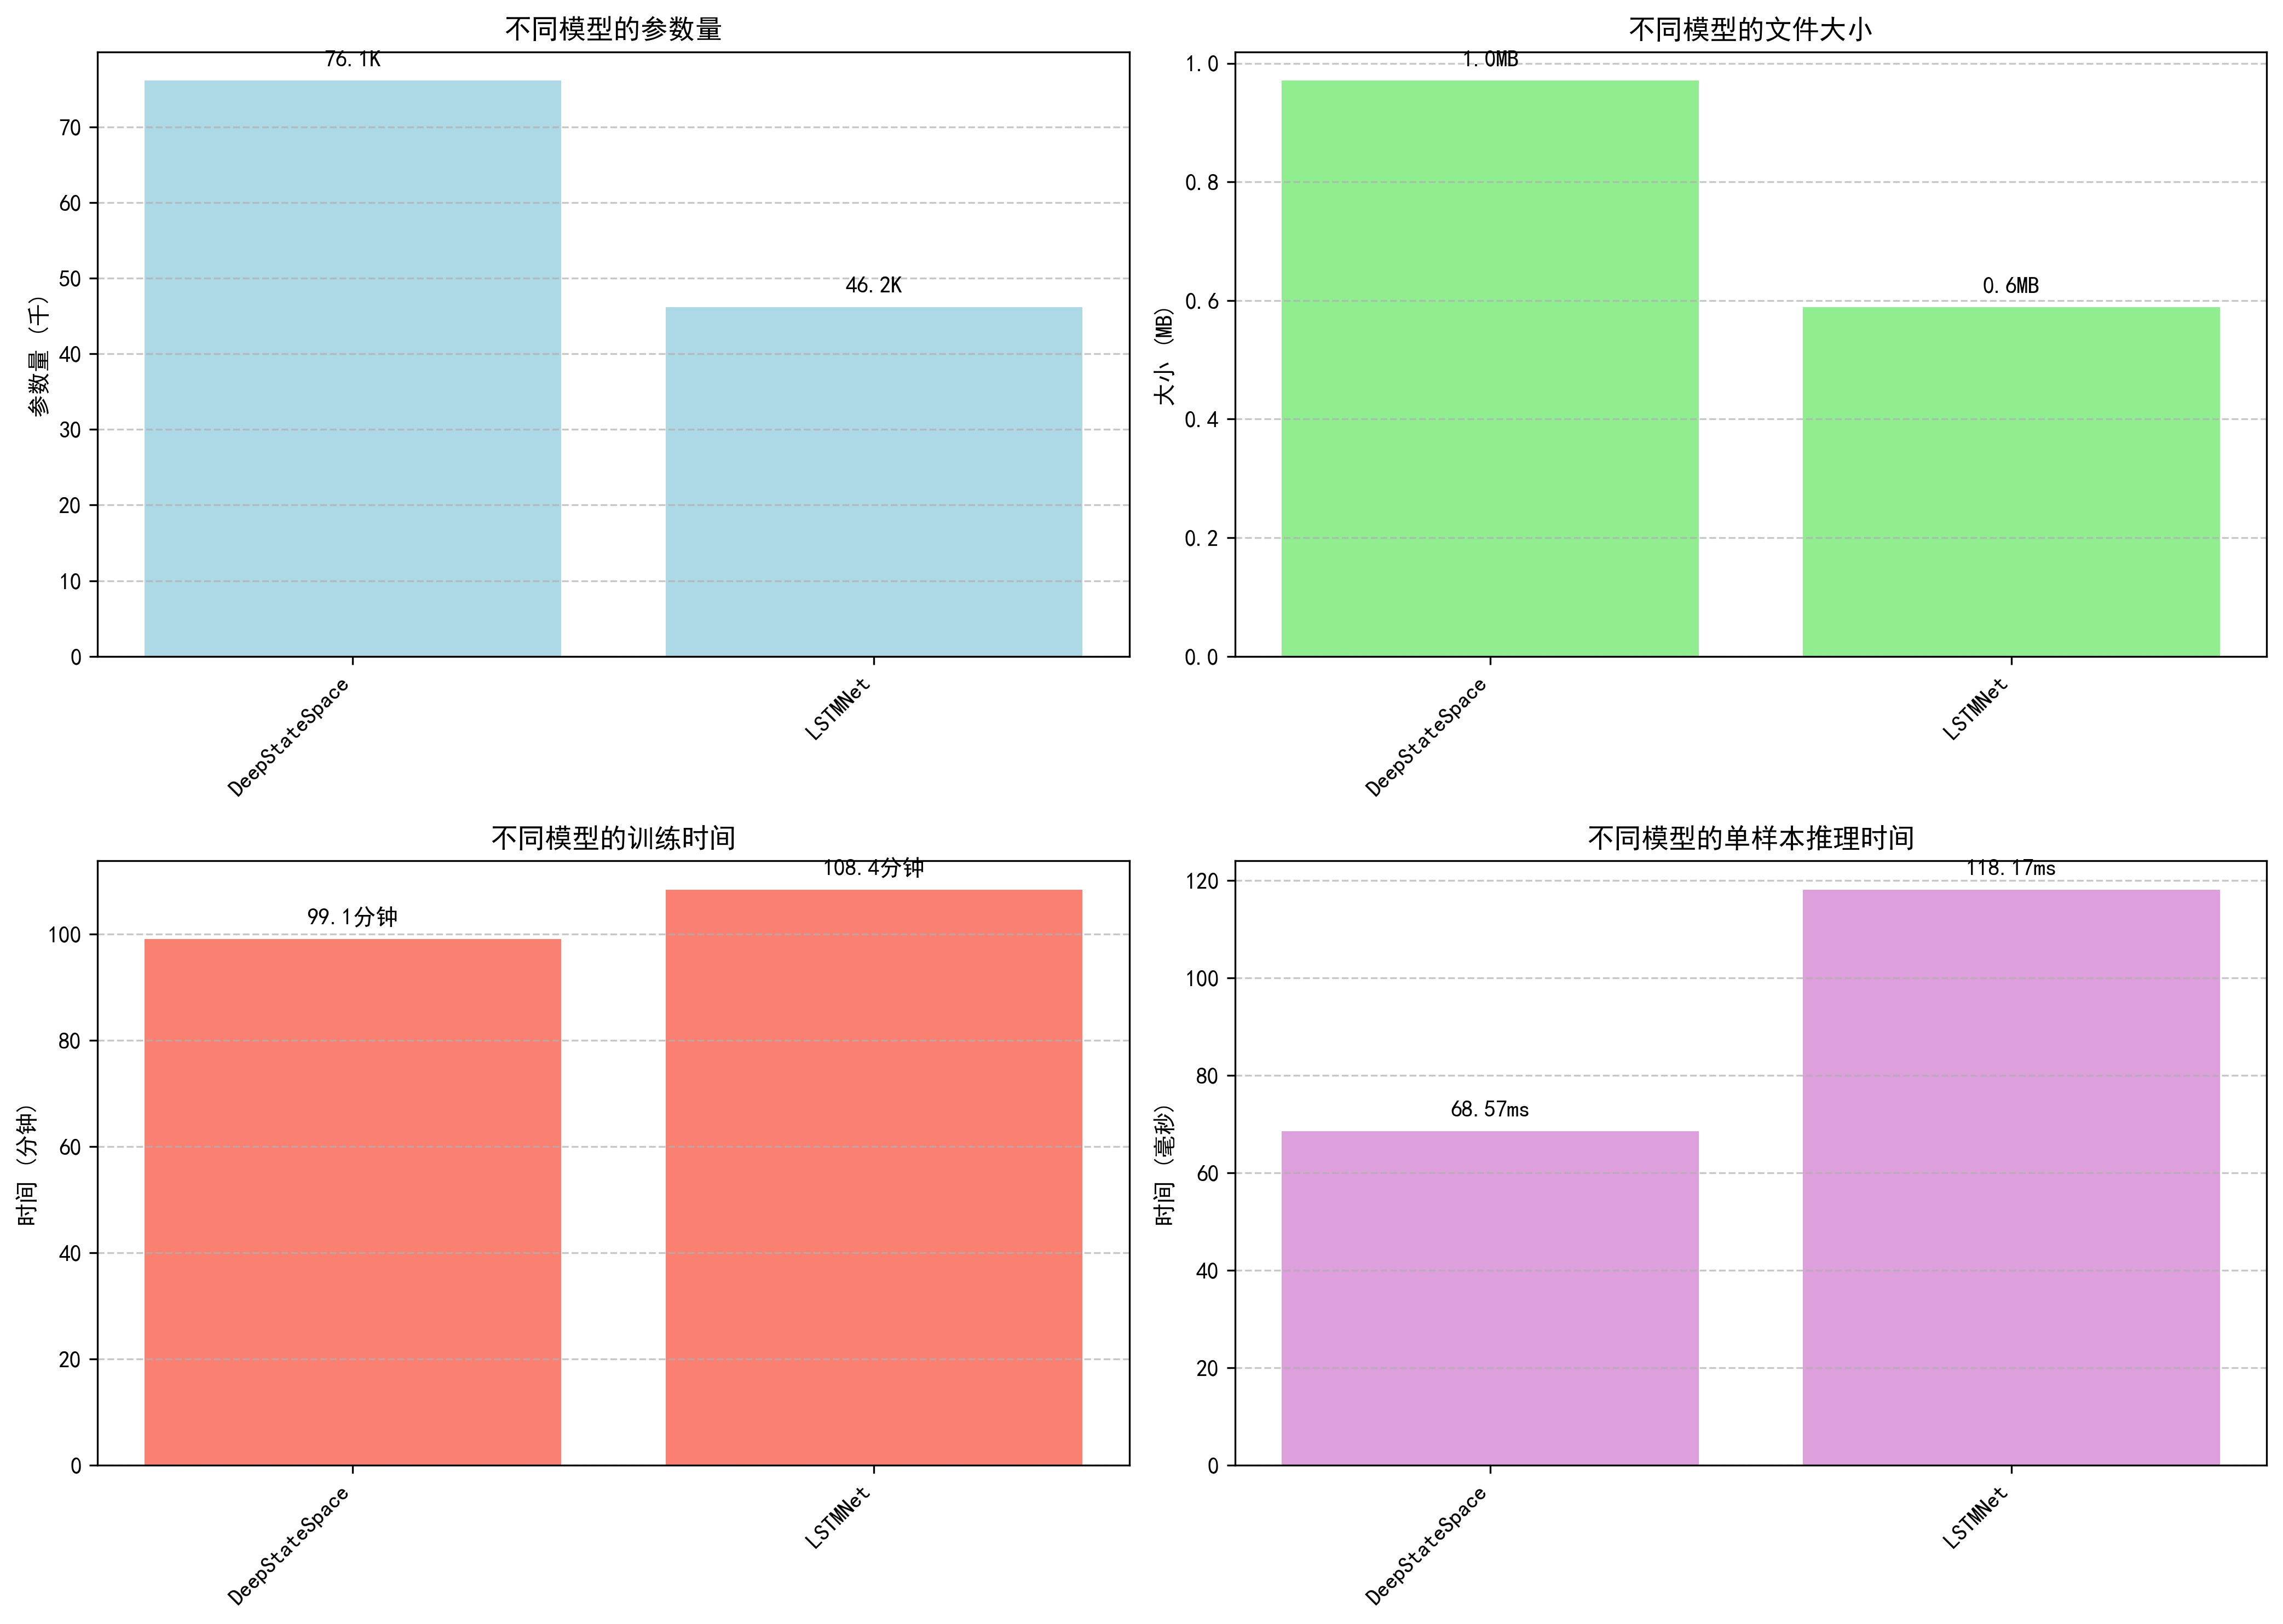 不同模型的参数量
76.1K
46.2K
70
60
50
40
30
20
10
0
参数量 (千)
DeepStateSpace
LSTMNet
不同模型的文件大小
1.0MB
0.6MB
1.0
0.8
0.6
0.4
0.2
0.0
大小 (MB)
DeepStateSpace
LSTMNet
不同模型的训练时间
99.1分钟
108.4分钟
100
80
60
40
20
0
时间 (分钟)
DeepStateSpace
LSTMNet
不同模型的单样本推理时间
68.57ms
118.17ms
120
100
80
60
40
20
0
时间 (毫秒)
DeepStateSpace
LSTMNet